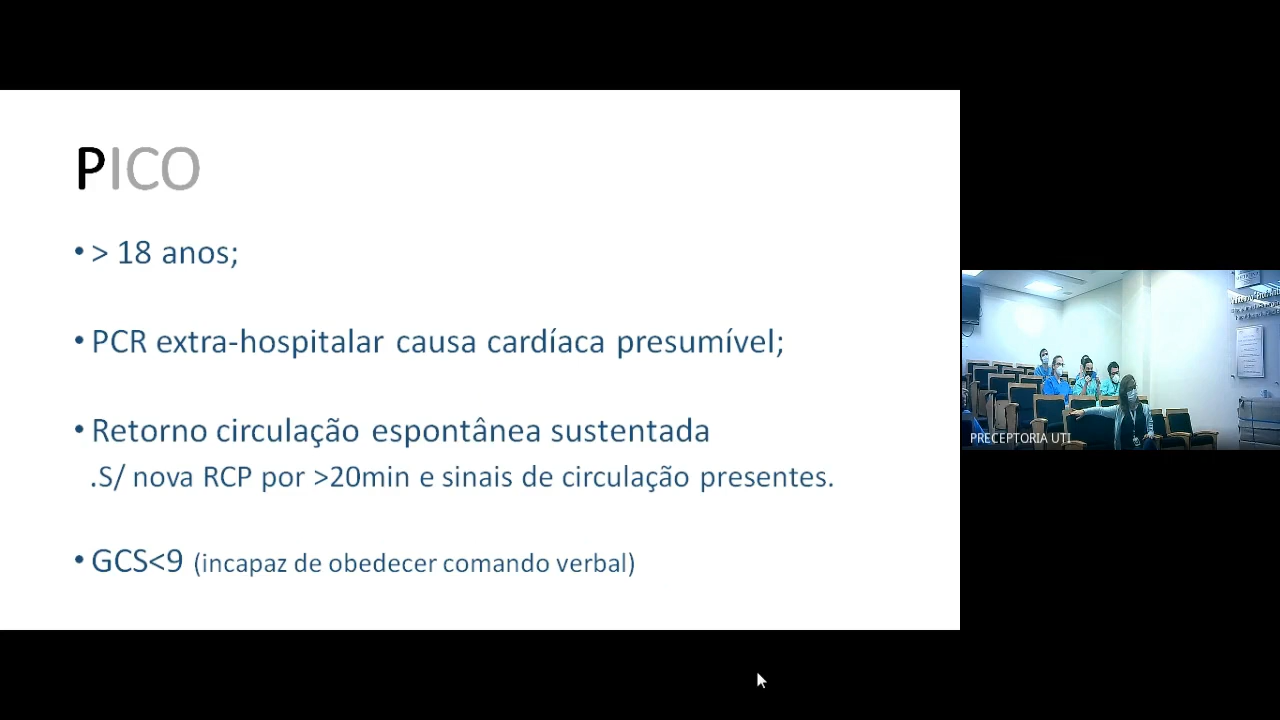 PICO
• > 18 anos;
• PCR extra-hospitalar causa cardíaca presumível;
• Retorno circulação espontânea sustentada
.S/ nova RCP por >20min e sinais de circulação presentes.
• GCS<9 (incapaz de obedecer comando verbal)
PRECEPTORIA UTI